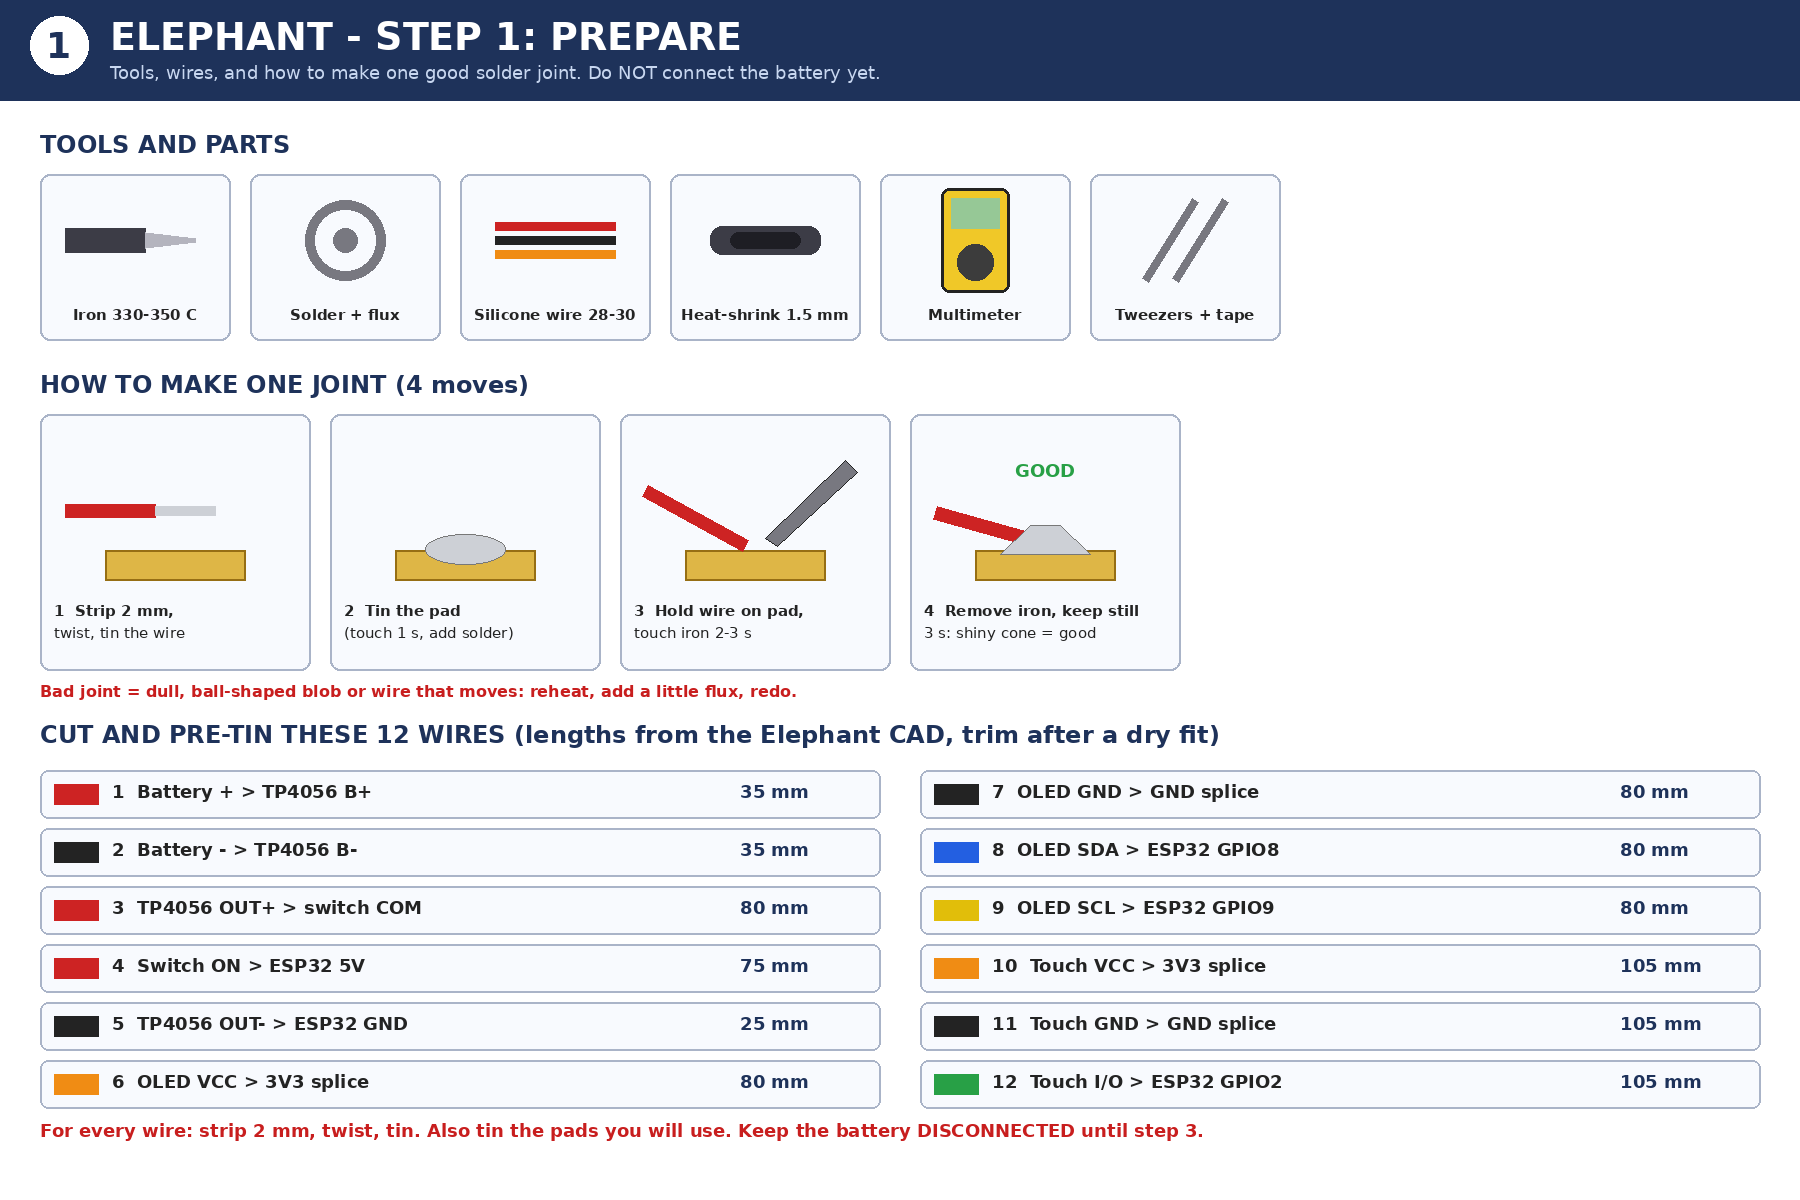 1
ELEPHANT - STEP 1: PREPARE
Tools, wires, and how to make one good solder joint. Do NOT connect the battery yet.
TOOLS AND PARTS
Iron 330-350 C
Solder + flux
Silicone wire 28-30
Heat-shrink 1.5 mm
Multimeter
Tweezers + tape
HOW TO MAKE ONE JOINT (4 moves)
1 Strip 2 mm,
twist, tin the wire
2 Tin the pad
(touch 1 s, add solder)
3 Hold wire on pad,
touch iron 2-3 s
GOOD
4 Remove iron, keep still
3 s: shiny cone = good
Bad joint = dull, ball-shaped blob or wire that moves: reheat, add a little flux, redo.
CUT AND PRE-TIN THESE 12 WIRES (lengths from the Elephant CAD, trim after a dry fit)
1 Battery + > TP4056 B+ 35 mm
2 Battery - > TP4056 B- 35 mm
3 TP4056 OUT+ > switch COM 80 mm
4 Switch ON > ESP32 5V 75 mm
5 TP4056 OUT- > ESP32 GND 25 mm
6 OLED VCC > 3V3 splice 80 mm
7 OLED GND > GND splice 80 mm
8 OLED SDA > ESP32 GPIO8 80 mm
9 OLED SCL > ESP32 GPIO9 80 mm
10 Touch VCC > 3V3 splice 105 mm
11 Touch GND > GND splice 105 mm
12 Touch I/O > ESP32 GPIO2 105 mm
For every wire: strip 2 mm, twist, tin. Also tin the pads you will use. Keep the battery DISCONNECTED until step 3.